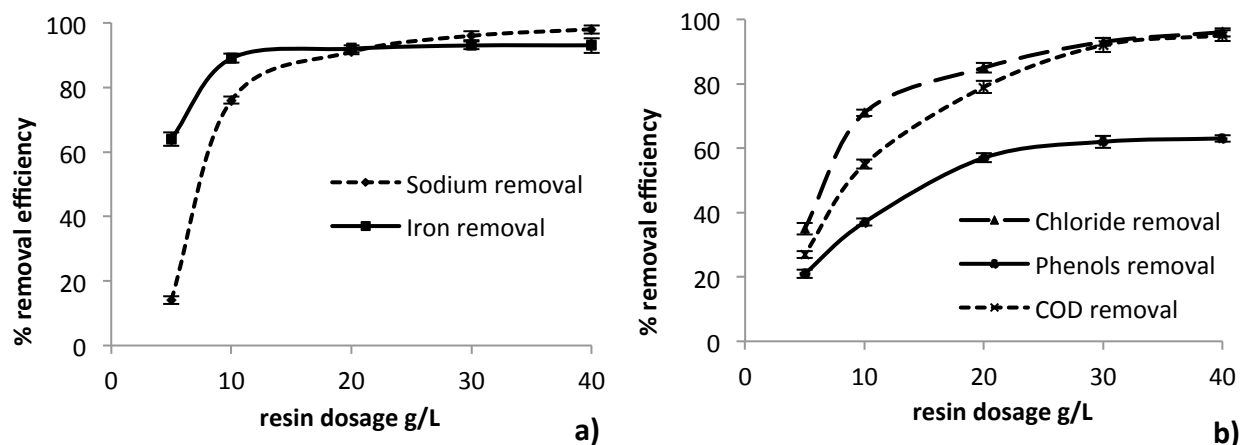 % removal efficiency
100
80
60
40
20
0
0 10 20 30 40
resin dosage g/L
Sodium removal
Iron removal
a)
% removal efficiency
100
80
60
40
20
0
0 10 20 30 40
resin dosage g/L
Chloride removal
Phenols removal
COD removal
b)